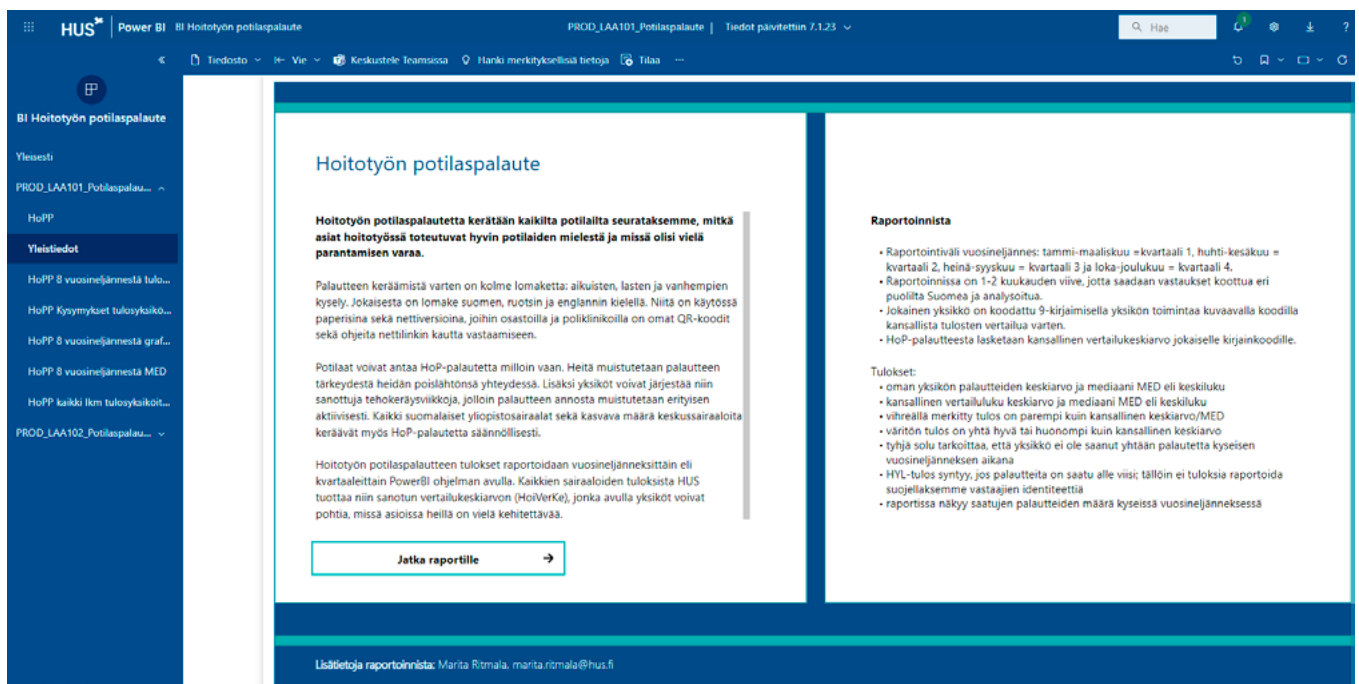 HUS Power BI BI Hoitotyön potilaspalaute
PROD_LAA101_Potilaspalaute | Tiedot päivitettiin 7.1.23
Hae
1
?
Tiedosto
Vie
Keskustele Teamsissa
Hanki merkityksellisiä tietoja
Tilaa
BI Hoitotyön potilaspalaute
Yleisesti
PROD_LAA101_Potilaspalau...
HoPP
Yleistiedot
HoPP 8 vuosineljännestä tulo...
HoPP Kysymykset tulosyksikö...
HoPP 8 vuosineljännestä graf...
HoPP 8 vuosineljännestä MED
HoPP kaikki lkm tulosyksiköit...
PROD_LAA102_Potilaspalau...
Hoitotyön potilaspalaute
Hoitotyön potilaspalautetta kerätään kaikilta potilailta seurataksemme, mitkä
asiat hoitotyössä toteutuvat hyvin potilaiden mielestä ja missä olisi vielä
parantamisen varaa.
Palautteen keräämistä varten on kolme lomaketta: aikuisten, lasten ja vanhempien
kysely. Jokaisesta on lomake suomen, ruotsin ja englannin kielellä. Niitä on käytössä
paperisina sekä nettiversioina, joihin osastoilla ja poliklinikoilla on omat QR-koodit
sekä ohjeita nettilinkin kautta vastaamiseen.
Potilaat voivat antaa HoP-palautetta milloin vaan. Heitä muistutetaan palautteen
tärkeydestä heidän poislähtönsä yhteydessä. Lisäksi yksiköt voivat järjestää niin
sanottuja tehokeräysviikkoja, jolloin palautteen annosta muistutetaan erityisen
aktiivisesti. Kaikki suomalaiset yliopistosairaalat sekä kasvava määrä keskussairaaloita
keräävät myös HoP-palautetta säännöllisesti.
Hoitotyön potilaspalautteen tulokset raportoidaan vuosineljänneksittäin eli
kvartaaleittain PowerBI ohjelman avulla. Kaikkien sairaaloiden tuloksista HUS
tuottaa niin sanotun vertailukeskiarvon (HoiVerKe), jonka avulla yksiköt voivat
pohtia, missä asioissa heillä on vielä kehitettävää.
Jatka raportille →
Raportoinnista
• Raportointiväli vuosineljännes: tammi-maaliskuu =kvartaali 1, huhti-kesäkuu =
kvartaali 2, heinä-syyskuu = kvartaali 3 ja loka-joulukuu = kvartaali 4.
• Raportoinnissa on 1-2 kuukauden viive, jotta saadaan vastaukset koottua eri
puolilta Suomea ja analysoitua.
• Jokainen yksikkö on koodattu 9-kirjaimisella yksikön toimintaa kuvaavalla koodilla
kansallista tulosten vertailua varten.
• HoP-palautteesta lasketaan kansallinen vertailukeskiarvo jokaiselle kirjainkoodille.
Tulokset:
• oman yksikön palautteiden keskiarvo ja mediaani MED eli keskiluku
• kansallinen vertailuluku keskiarvo ja mediaani MED eli keskiluku
• vihreällä merkitty tulos on parempi kuin kansallinen keskiarvo/MED
• väritön tulos on yhtä hyvä tai huonompi kuin kansallinen keskiarvo
• tyhjä solu tarkoittaa, että yksikkö ei ole saanut yhtään palautetta kyseisen
vuosineljänneksen aikana
• HYL-tulos syntyy, jos palautteita on saatu alle viisi; tällöin ei tuloksia raportoida
suojellaksemme vastaajien identiteettiä
• raportissa näkyy saatujen palautteiden määrä kyseissä vuosineljänneksessä
Lisätietoja raportoinnista: Marita Ritmala, marita.ritmala@hus.fi